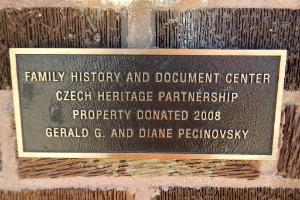 FAMILY HISTORY AND DOCUMENT CENTER
CZECH HERITAGE PARTNERSHIP
PROPERTY DONATED 2008
GERALD G. AND DIANE PECINOVSKY